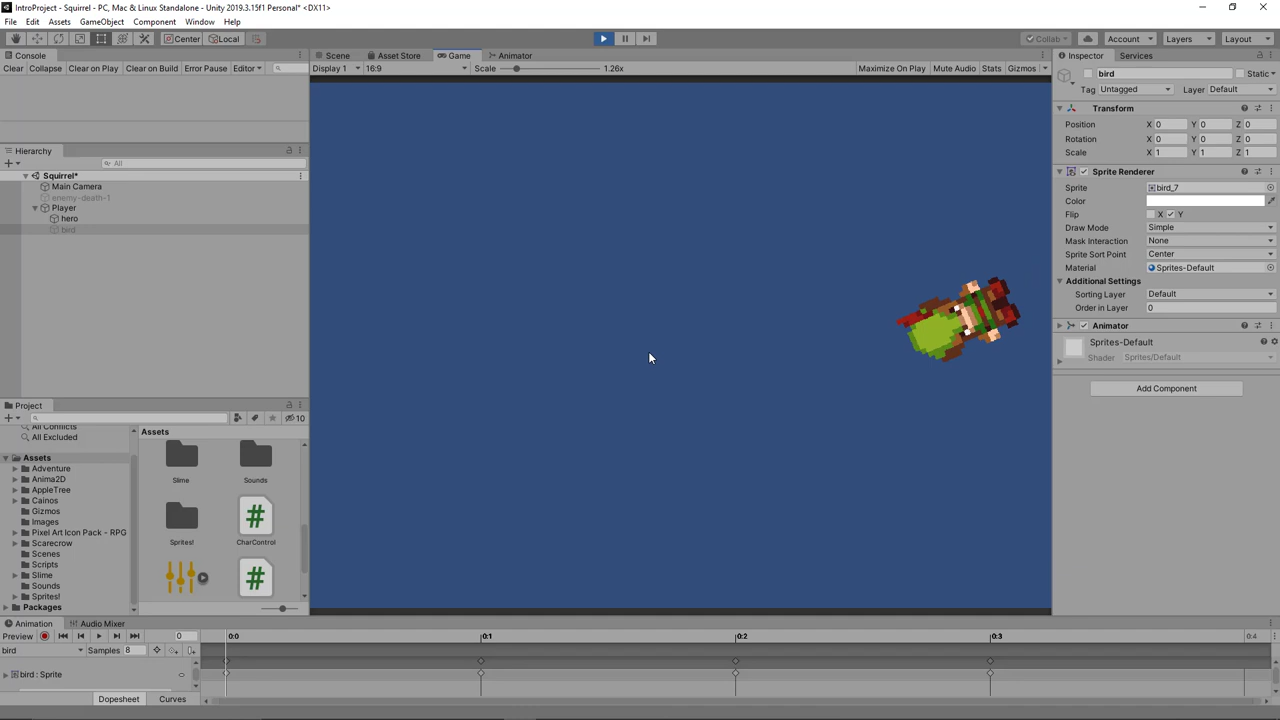 IntroProject - Squirrel - PC, Mac & Linux Standalone - Unity 2019.3.15f1 Personal* <DX11>
File Edit Assets GameObject Component Window Help
Center Local Collab Account Layers Layout
Console Scene Asset Store Game Animator Inspector Services
Clear Collapse Clear on Play Clear on Build Error Pause Editor Display 1 16:9 Scale 1.26x Maximize On Play Mute Audio Stats Gizmos
bird Static
Tag Untagged Layer Default
Transform
Position X 0 Y 0 Z 0
Rotation X 0 Y 0 Z 0
Scale X 1 Y 1 Z 1
Hierarchy
All
Squirrel*
Main Camera
enemy-death-1
Player
hero
bird
Sprite Renderer
Sprite bird_7
Color
Flip X Y
Draw Mode Simple
Mask Interaction None
Sprite Sort Point Center
Material Sprites-Default
Additional Settings
Sorting Layer Default
Order in Layer 0
Animator
Sprites-Default
Shader Sprites/Default
Add Component
Project
10
All Conflicts
All Excluded
Assets
Adventure
Anima2D
AppleTree
Cainos
Gizmos
Images
Pixel Art Icon Pack - RPG
Scarecrow
Scenes
Scripts
Slime
Sounds
Sprites!
Packages
Assets
Slime Sounds
Sprites! CharControl
#
#
Animation Audio Mixer
Preview 0 0:0 0:1 0:2 0:3 0:4
bird Samples 8
bird : Sprite
Dopesheet Curves